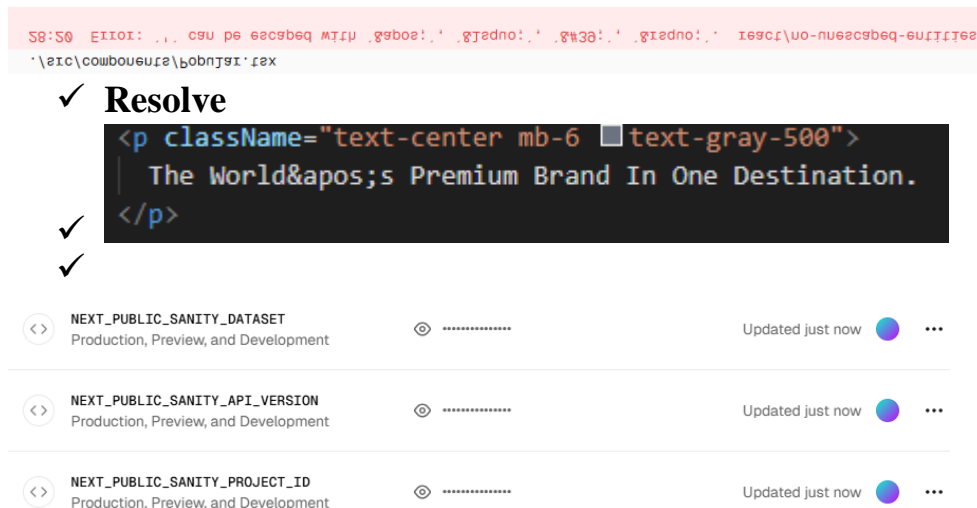 28:20 Error: `'` can be escaped with `&apos;`, `&lsquo;`, `&#39;`, `&rsquo;`. react/no-unescaped-entities
./src/components/Popular.tsx
✓ Resolve
<p className="text-center mb-6 text-gray-500">
The World&apos;s Premium Brand In One Destination.
</p>
NEXT_PUBLIC_SANITY_DATASET
Production, Preview, and Development
Updated just now
NEXT_PUBLIC_SANITY_API_VERSION
Production, Preview, and Development
Updated just now
NEXT_PUBLIC_SANITY_PROJECT_ID
Production, Preview, and Development
Updated just now